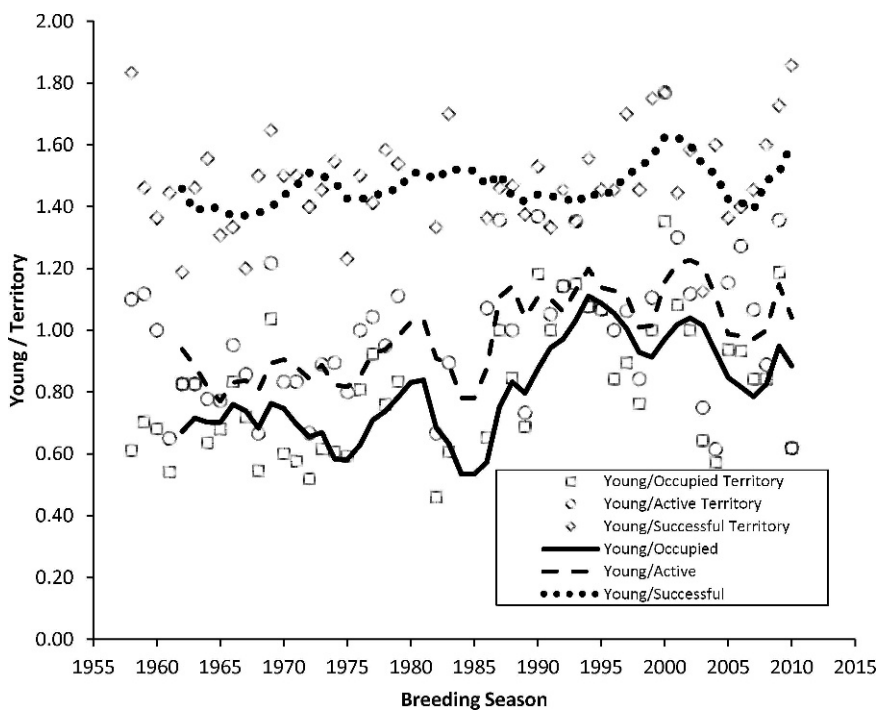 2.00
1.80
1.60
1.40
1.20
1.00
0.80
0.60
0.40
0.20
0.00
Young / Territory
Young/Occupied Territory
Young/Active Territory
Young/Successful Territory
Young/Occupied
Young/Active
Young/Successful
1955 1960 1965 1970 1975 1980 1985 1990 1995 2000 2005 2010 2015
Breeding Season